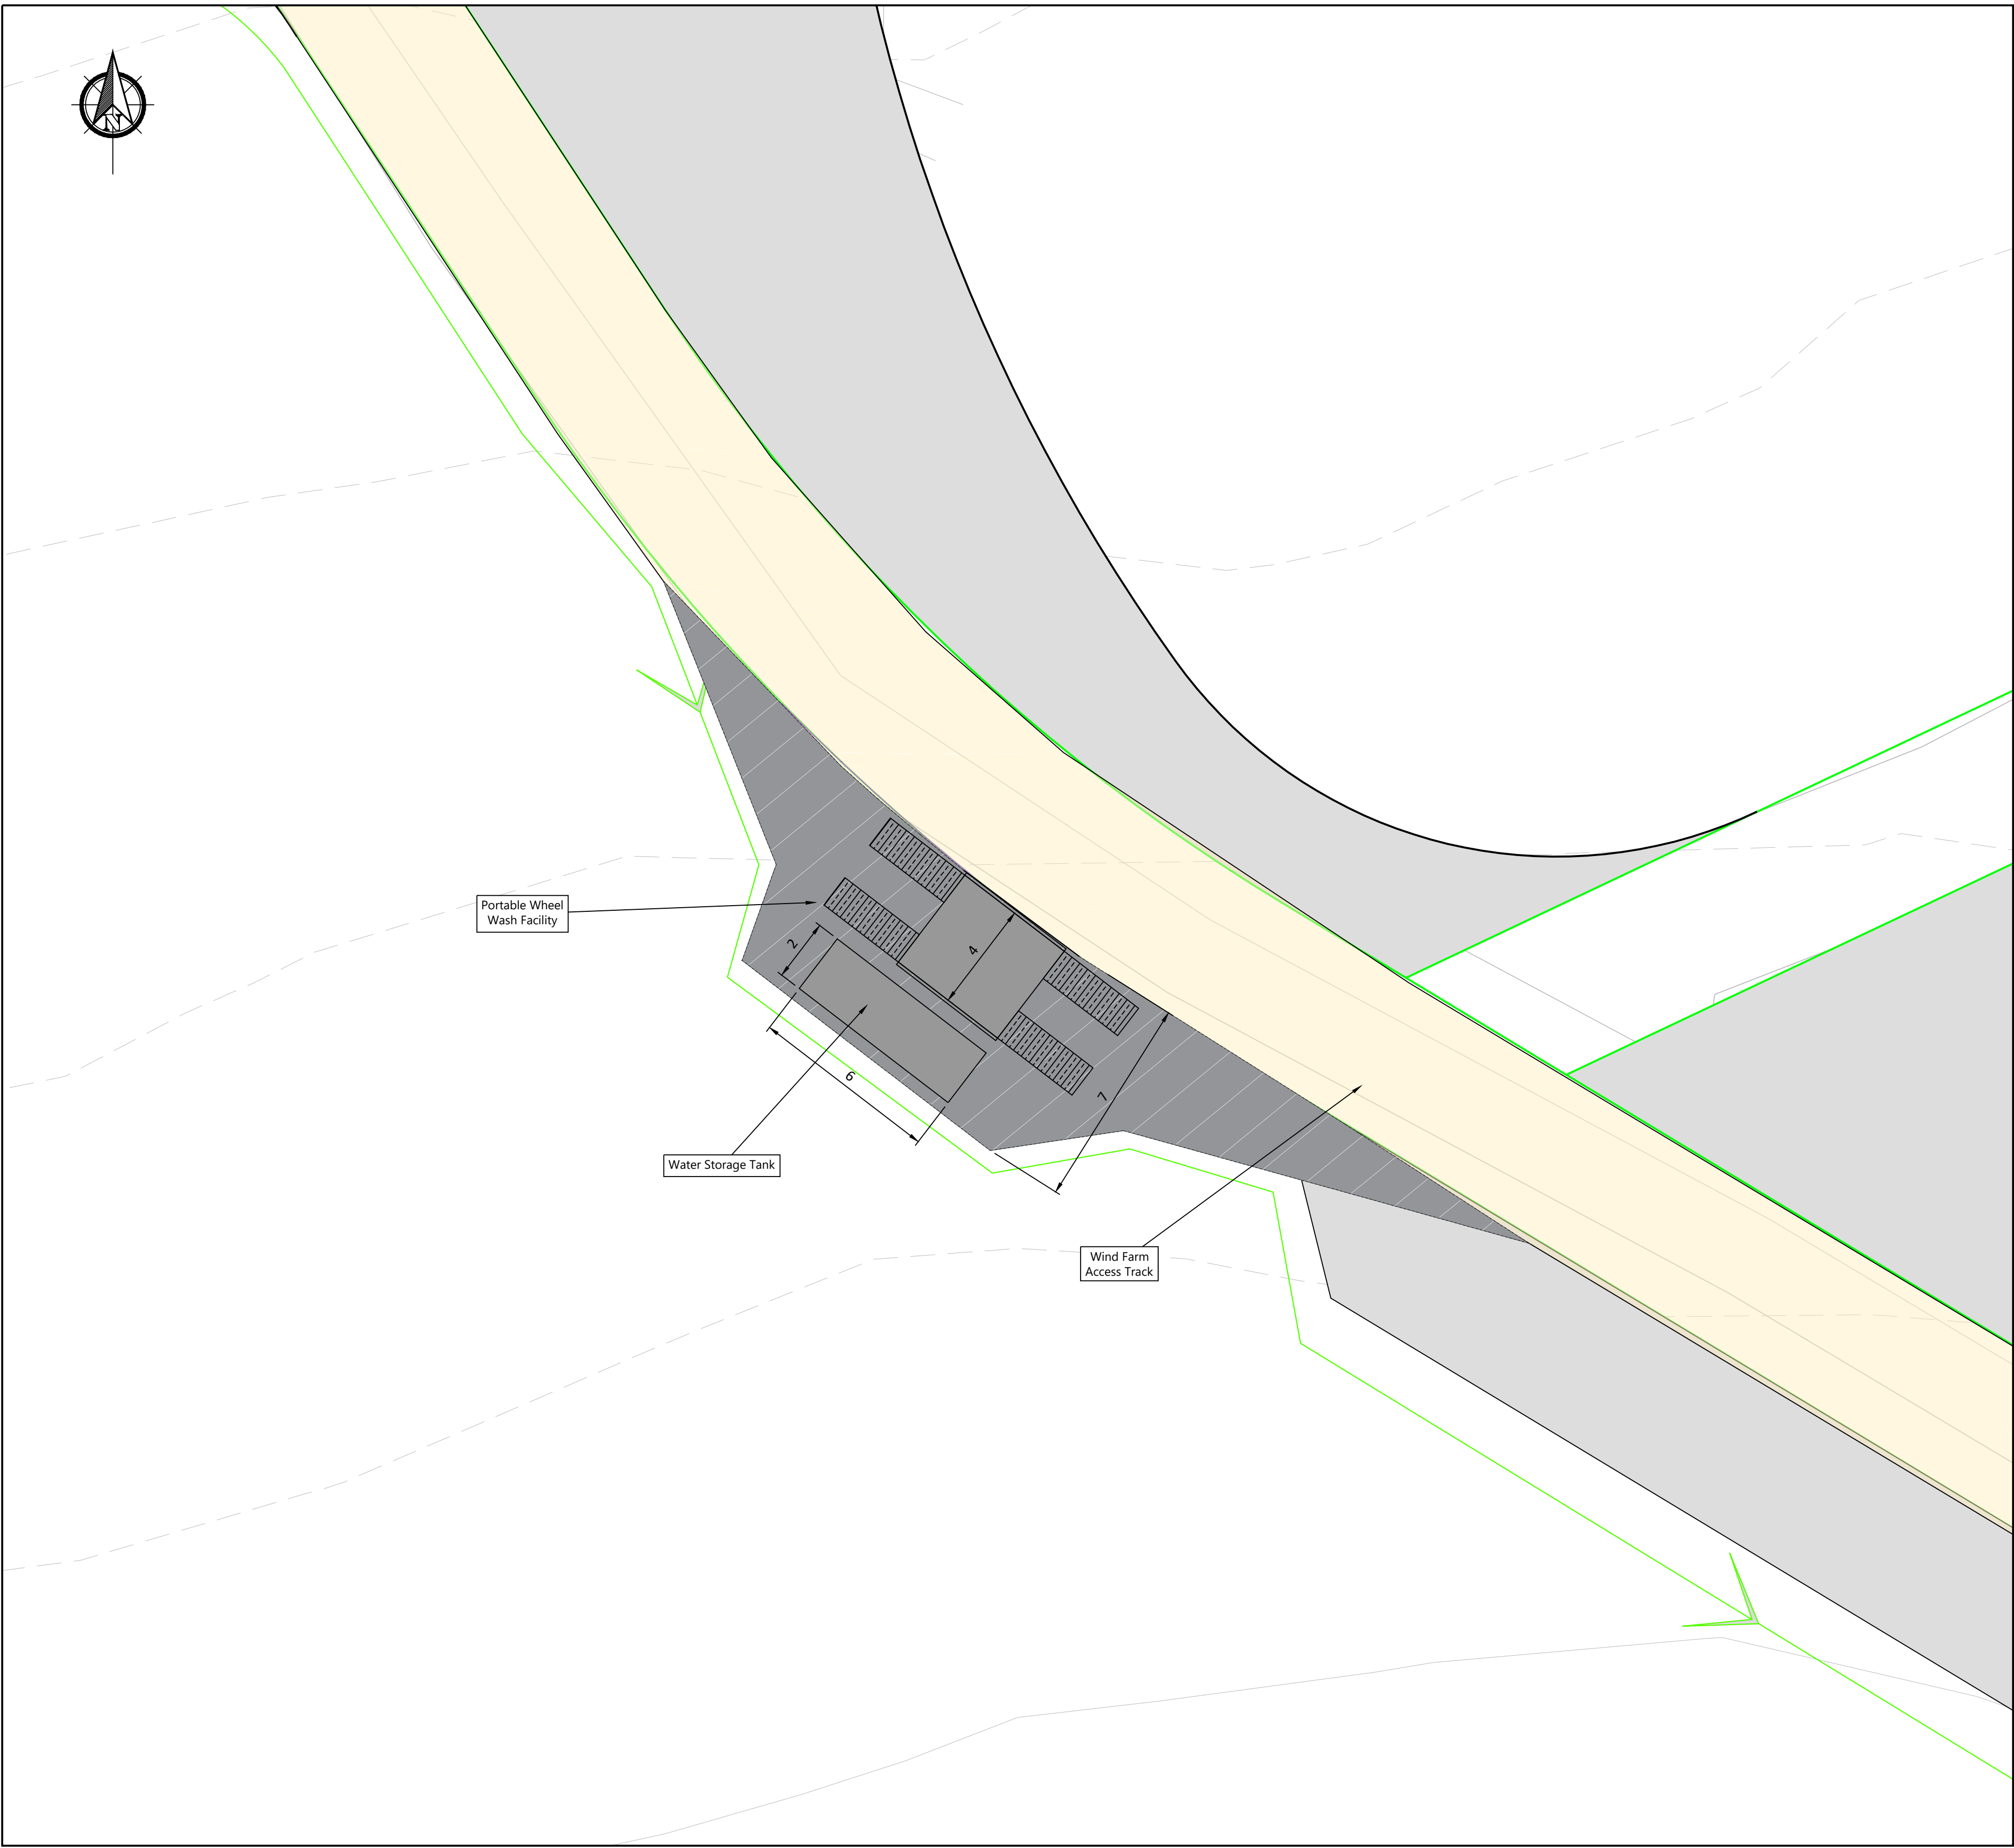 N
Portable Wheel
Wash Facility
2
4
6
7
Water Storage Tank
Wind Farm
Access Track